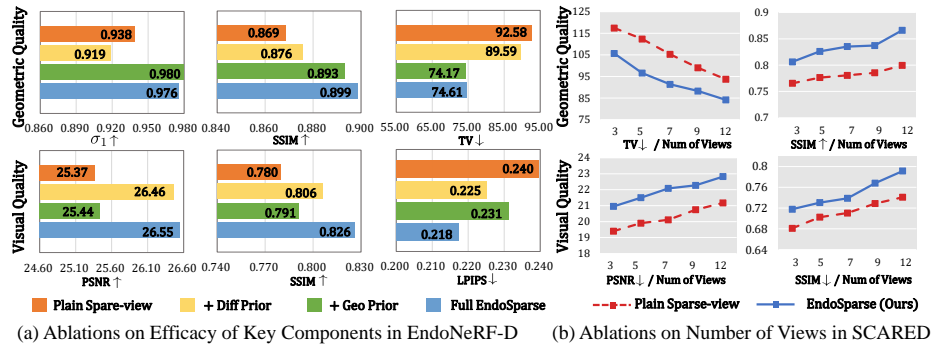 Geometric Quality
0.938
0.919
0.980
0.976
0.860 0.890 0.920 0.950 0.980
σ1 ↑
0.869
0.876
0.893
0.899
0.840 0.880 0.900
SSIM ↑
92.58
89.59
74.17
74.61
55.00 75.00 95.00
TV ↓
Visual Quality
25.37
26.46
25.44
26.55
24.60 25.10 25.60 26.10 26.60
PSNR ↑
0.780
0.806
0.791
0.826
0.740 0.770 0.800 0.830
SSIM ↑
0.240
0.225
0.231
0.218
0.200 0.210 0.220 0.230 0.240
LPIPS ↓
Plain Spare-view + Diff Prior + Geo Prior Full EndoSparse
(a) Ablations on Efficacy of Key Components in EndoNeRF-D
Geometric Quality
125
115
105
95
85
75
3 5 7 9 12
TV ↓ / Num of Views
0.9
0.85
0.8
0.75
0.7
3 5 7 9 12
SSIM ↑ / Num of Views
Visual Quality
24
23
22
21
20
19
18
3 5 7 9 12
PSNR ↓ / Num of Views
0.8
0.76
0.72
0.68
0.64
3 5 7 9 12
SSIM ↓ / Num of Views
Plain Sparse-view EndoSparse (Ours)
(b) Ablations on Number of Views in SCARED